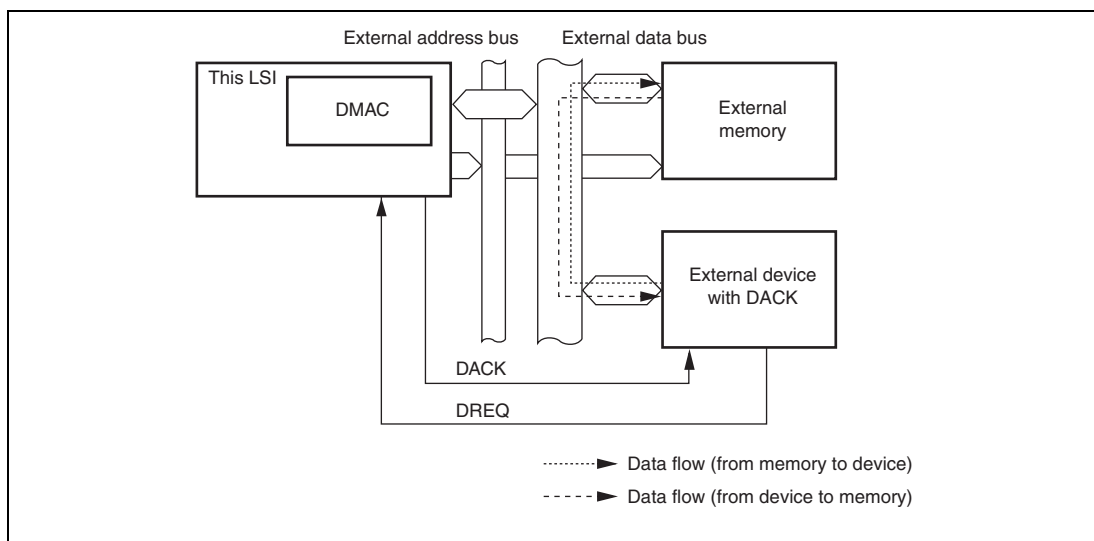 External address bus
External data bus
This LSI
DMAC
External
memory
External device
with DACK
DACK
DREQ
Data flow (from memory to device)
Data flow (from device to memory)